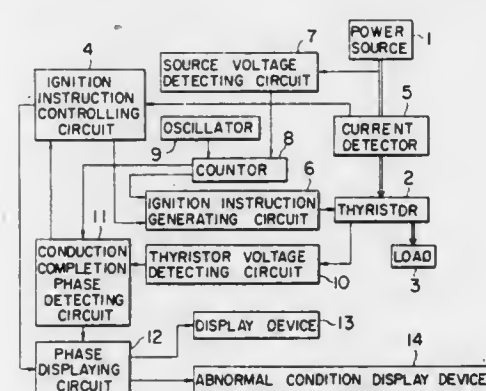 POWER
SOURCE
1
7
SOURCE VOLTAGE
DETECTING CIRCUIT
4
IGNITION
INSTRUCTION
CONTROLLING
CIRCUIT
5
CURRENT
DETECTOR
OSCILLATOR
9
8
COUNTOR
6
IGNITION INSTRUCTION
GENERATING CIRCUIT
2
THYRISTOR
11
CONDUCTION
COMPLETION
PHASE
DETECTING
CIRCUIT
THYRISTOR VOLTAGE
DETECTING CIRCUIT
10
LOAD
3
12
PHASE
DISPLAYING
CIRCUIT
DISPLAY DEVICE
13
14
ABNORMAL CONDITION DISPLAY DEVICE